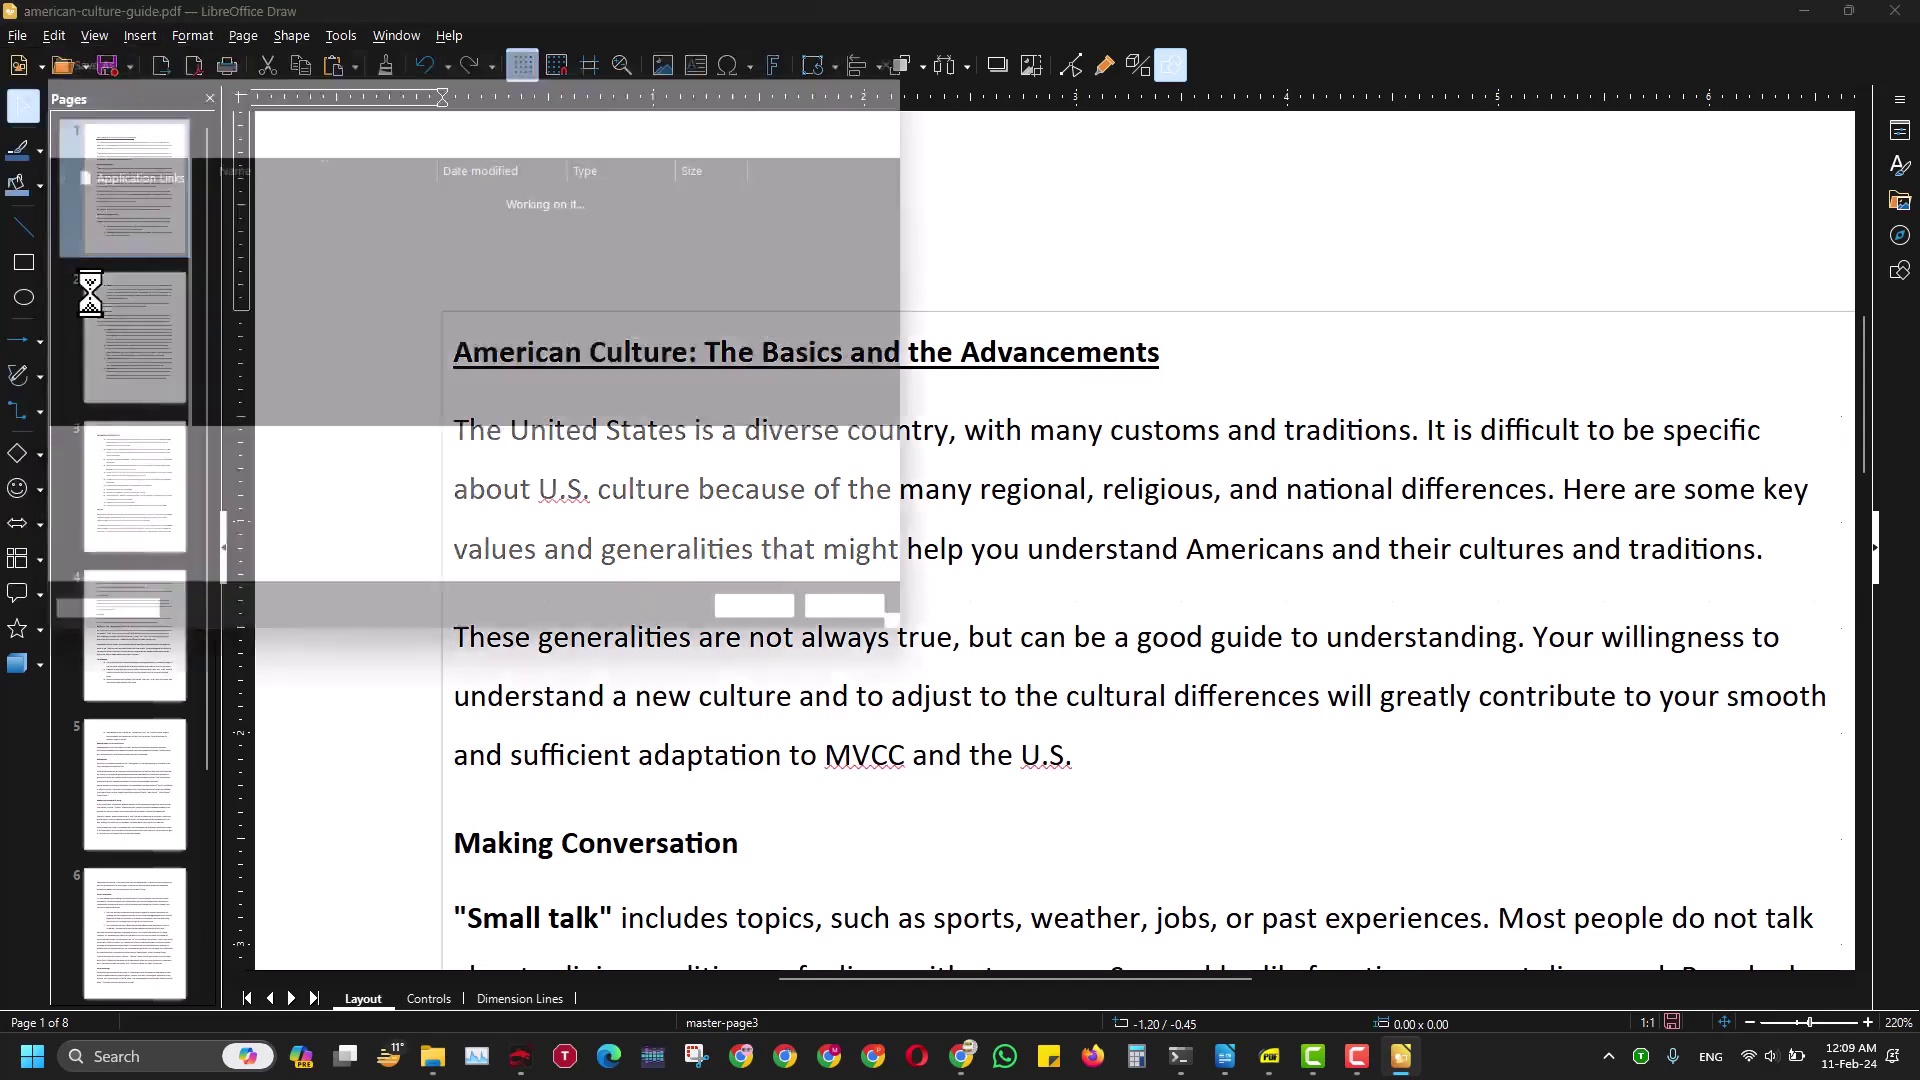 american-culture-guide.pdf — LibreOffice Draw
File Edit View Insert Format Page Shape Tools Window Help
Pages
1 2 3 4 5 6
1
Name Date modified Type Size
Application Links
Working on it...
2
3
4
5
6
American Culture: The Basics and the Advancements
The United States is a diverse country, with many customs and traditions. It is difficult to be specific
about U.S. culture because of the many regional, religious, and national differences. Here are some key
values and generalities that might help you understand Americans and their cultures and traditions.
These generalities are not always true, but can be a good guide to understanding. Your willingness to
understand a new culture and to adjust to the cultural differences will greatly contribute to your smooth
and sufficient adaptation to MVCC and the U.S.
Making Conversation
"Small talk" includes topics, such as sports, weather, jobs, or past experiences. Most people do not talk
Layout Controls Dimension Lines
Page 1 of 8 master-page3 -1.20 / -0.45 0.00 x 0.00 1:1 220%
Search 11° ENG 12:09 AM
11-Feb-24